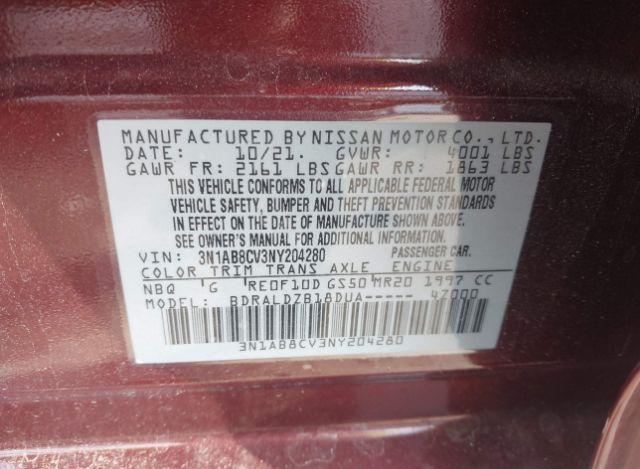 MANUFACTURED BY NISSAN MOTOR CO., LTD.
DATE: 10/21. GVWR: 4001 LBS
GAWR FR: 2161 LBS GAWR RR: 1863 LBS
THIS VEHICLE CONFORMS TO ALL APPLICABLE FEDERAL MOTOR
VEHICLE SAFETY, BUMPER AND THEFT PREVENTION STANDARDS
IN EFFECT ON THE DATE OF MANUFACTURE SHOWN ABOVE.
SEE OWNER'S MANUAL FOR ADDITIONAL INFORMATION.
VIN: 3N1AB8CV3NY204280 PASSENGER CAR.
COLOR TRIM TRANS AXLE ENGINE
NBQ G RE0F10D GS50 MR20 1997 CC
MODEL: BDRALDZB18DUA----- 4Z000
3N1AB8CV3NY204280